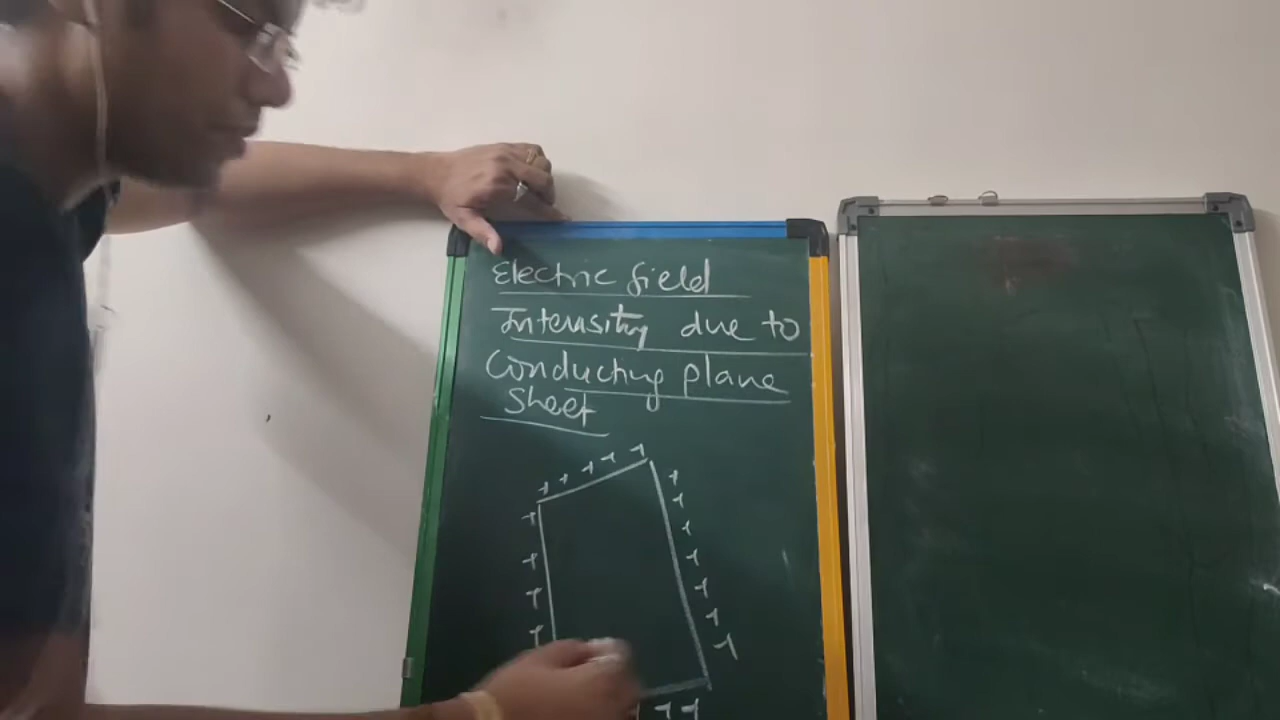 Electric field
Intensity due to
Conducting plane
Sheet
+ + + + +
+ + + +
+ + + + + + +
+ + +